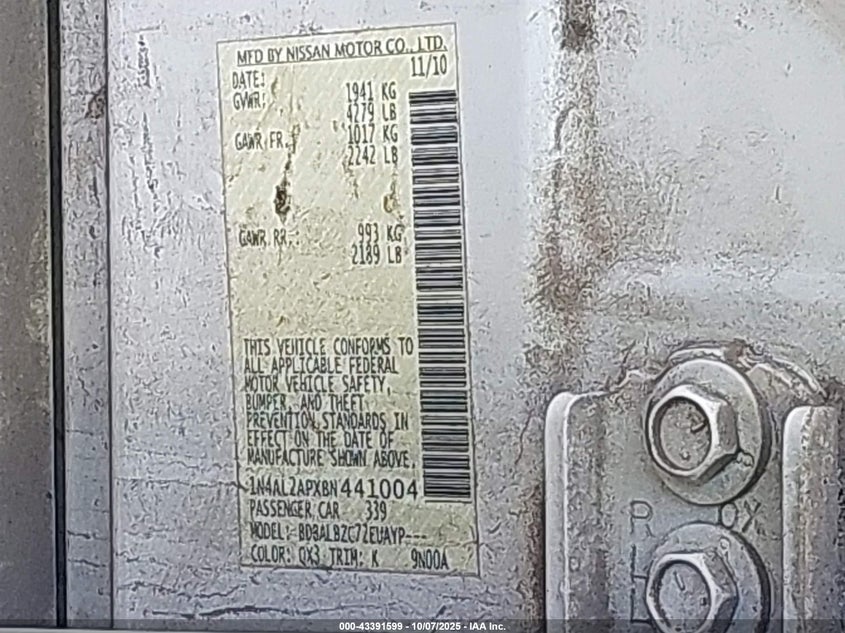 MFD BY NISSAN MOTOR CO., LTD.
DATE: 11/10
GVWR: 1941 KG
4279 LB
GAWR FR.: 1017 KG
2242 LB
GAWR RR.: 993 KG
2189 LB
THIS VEHICLE CONFORMS TO
ALL APPLICABLE FEDERAL
MOTOR VEHICLE SAFETY,
BUMPER, AND THEFT
PREVENTION STANDARDS IN
EFFECT ON THE DATE OF
MANUFACTURE SHOWN ABOVE.
1N4AL2APXBN441004
PASSENGER CAR 339
MODEL: BDBALBZC72EUAYP---
COLOR: QX3 TRIM: K 9N00A
R OX
000-43391599 - 10/07/2025 - IAA Inc.